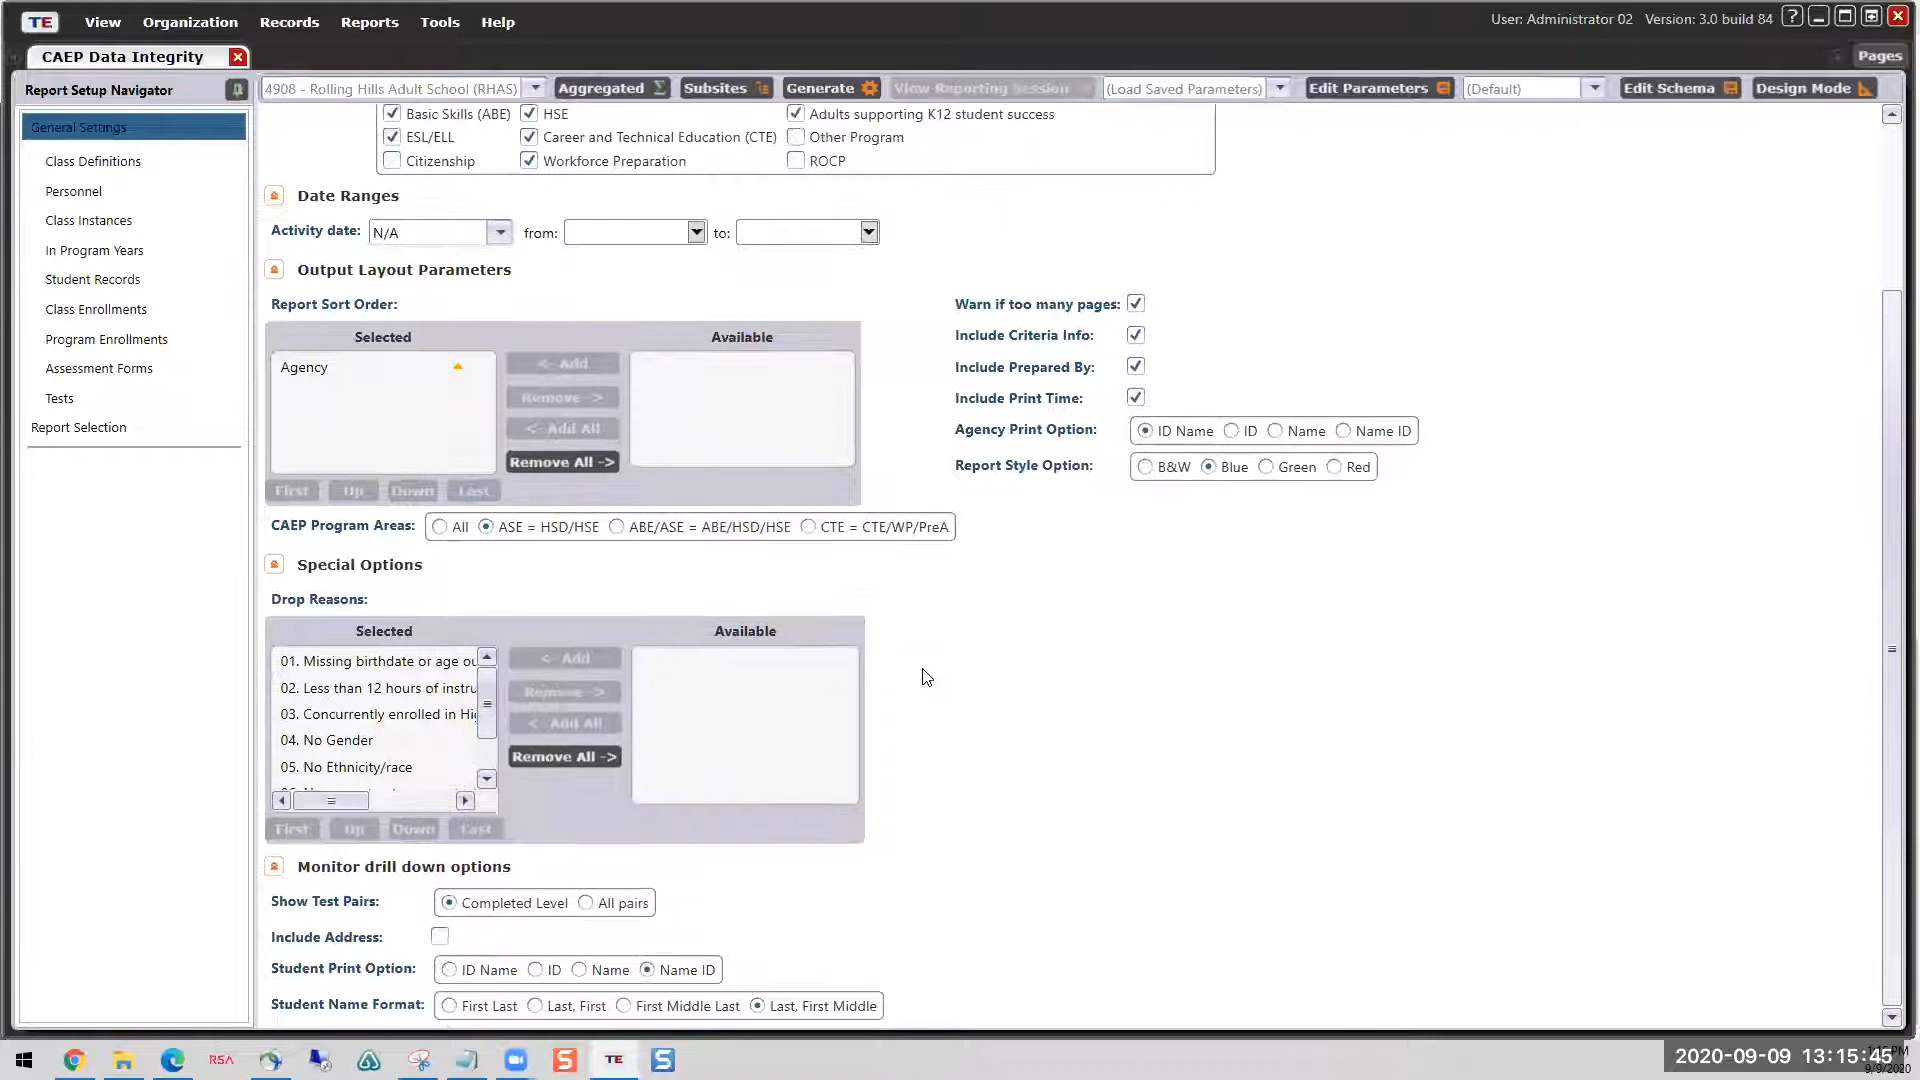 TE View Organization Records Reports Tools Help User: Administrator 02 Version: 3.0 build 84
CAEP Data Integrity Pages
Report Setup Navigator
4908 - Rolling Hills Adult School (RHAS) Aggregated Subsites Generate View Reporting Session (Load Saved Parameters) Edit Parameters (Default) Edit Schema Design Mode
General Settings
Class Definitions
Personnel
Class Instances
In Program Years
Student Records
Class Enrollments
Program Enrollments
Assessment Forms
Tests
Report Selection
Basic Skills (ABE) HSE Adults supporting K12 student success
ESL/ELL Career and Technical Education (CTE) Other Program
Citizenship Workforce Preparation ROCP
Date Ranges
Activity date: N/A from: to:
Output Layout Parameters
Report Sort Order:
Selected Available
Agency
<- Add
Remove ->
<- Add All
Remove All ->
First Up Down Last
Warn if too many pages:
Include Criteria Info:
Include Prepared By:
Include Print Time:
Agency Print Option: ID Name ID Name Name ID
Report Style Option: B&W Blue Green Red
CAEP Program Areas: All ASE = HSD/HSE ABE/ASE = ABE/HSD/HSE CTE = CTE/WP/PreA
Special Options
Drop Reasons:
Selected Available
01. Missing birthdate or age ou
02. Less than 12 hours of instru
03. Concurrently enrolled in Hi
04. No Gender
05. No Ethnicity/race
<- Add
Remove ->
<- Add All
Remove All ->
First Up Down Last
Monitor drill down options
Show Test Pairs: Completed Level All pairs
Include Address:
Student Print Option: ID Name ID Name Name ID
Student Name Format: First Last Last, First First Middle Last Last, First Middle
RSA TE S
2020-09-09 13:15:45
9/9/2020